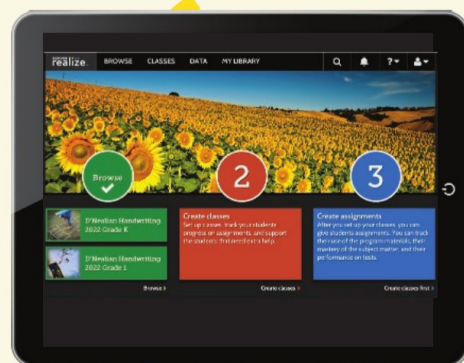 realize.
BROWSE CLASSES DATA MY LIBRARY ?
Browse
2
3
D'Nealian Handwriting
2022 Grade K
D'Nealian Handwriting
2022 Grade 1
Browse >
Create classes
Set up classes, track your students'
progress on assignments, and support
the students that need extra help.
Create classes >
Create assignments
After you set up your classes, you can
give students assignments. You can track
their use of the program materials, their
mastery of the subject matter, and their
performance on tests.
Create classes first >